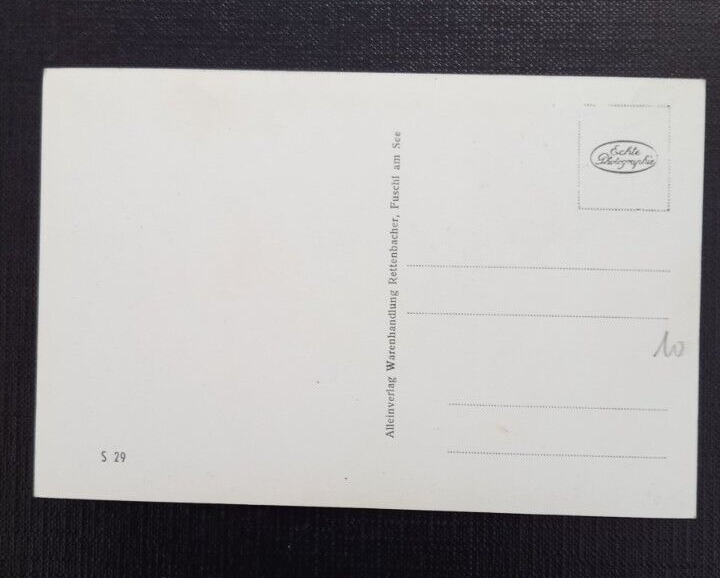 Echte
Photographie
Alleinverlag Warenhandlung Rettenbacher, Fuschl am See
10
S 29